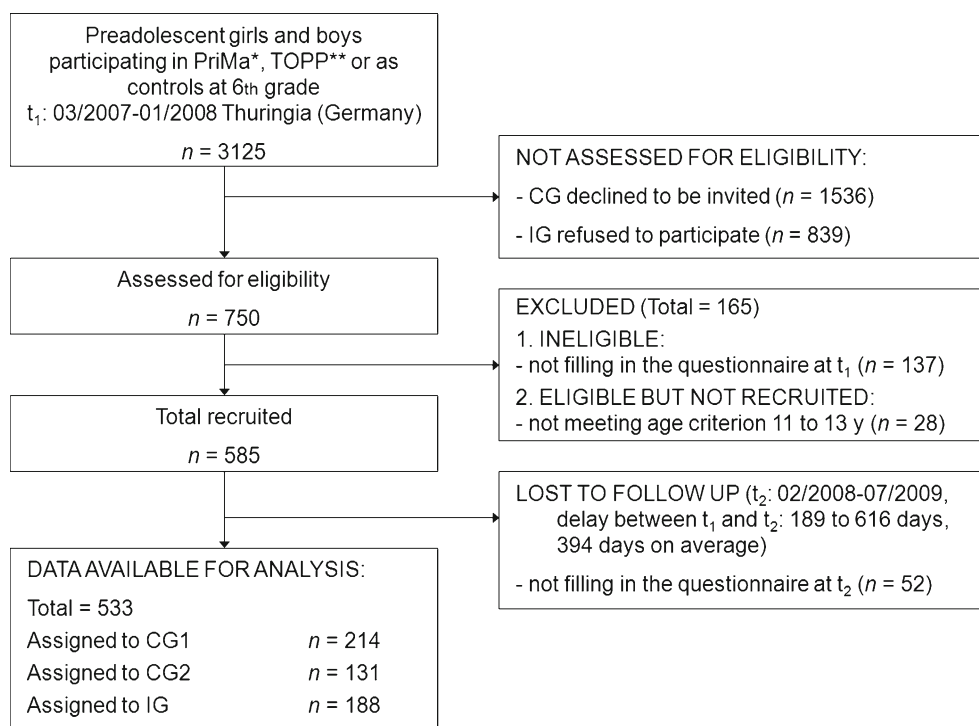 Preadolescent girls and boys
participating in PriMa*, TOPP** or as
controls at 6th grade
t1: 03/2007-01/2008 Thuringia (Germany)
n = 3125
NOT ASSESSED FOR ELIGIBILITY:
- CG declined to be invited (n = 1536)
- IG refused to participate (n = 839)
Assessed for eligibility
n = 750
EXCLUDED (Total = 165)
1. INELIGIBLE:
- not filling in the questionnaire at t1 (n = 137)
2. ELIGIBLE BUT NOT RECRUITED:
- not meeting age criterion 11 to 13 y (n = 28)
Total recruited
n = 585
LOST TO FOLLOW UP (t2: 02/2008-07/2009,
delay between t1 and t2: 189 to 616 days,
394 days on average)
- not filling in the questionnaire at t2 (n = 52)
DATA AVAILABLE FOR ANALYSIS:
Total = 533
Assigned to CG1 n = 214
Assigned to CG2 n = 131
Assigned to IG n = 188